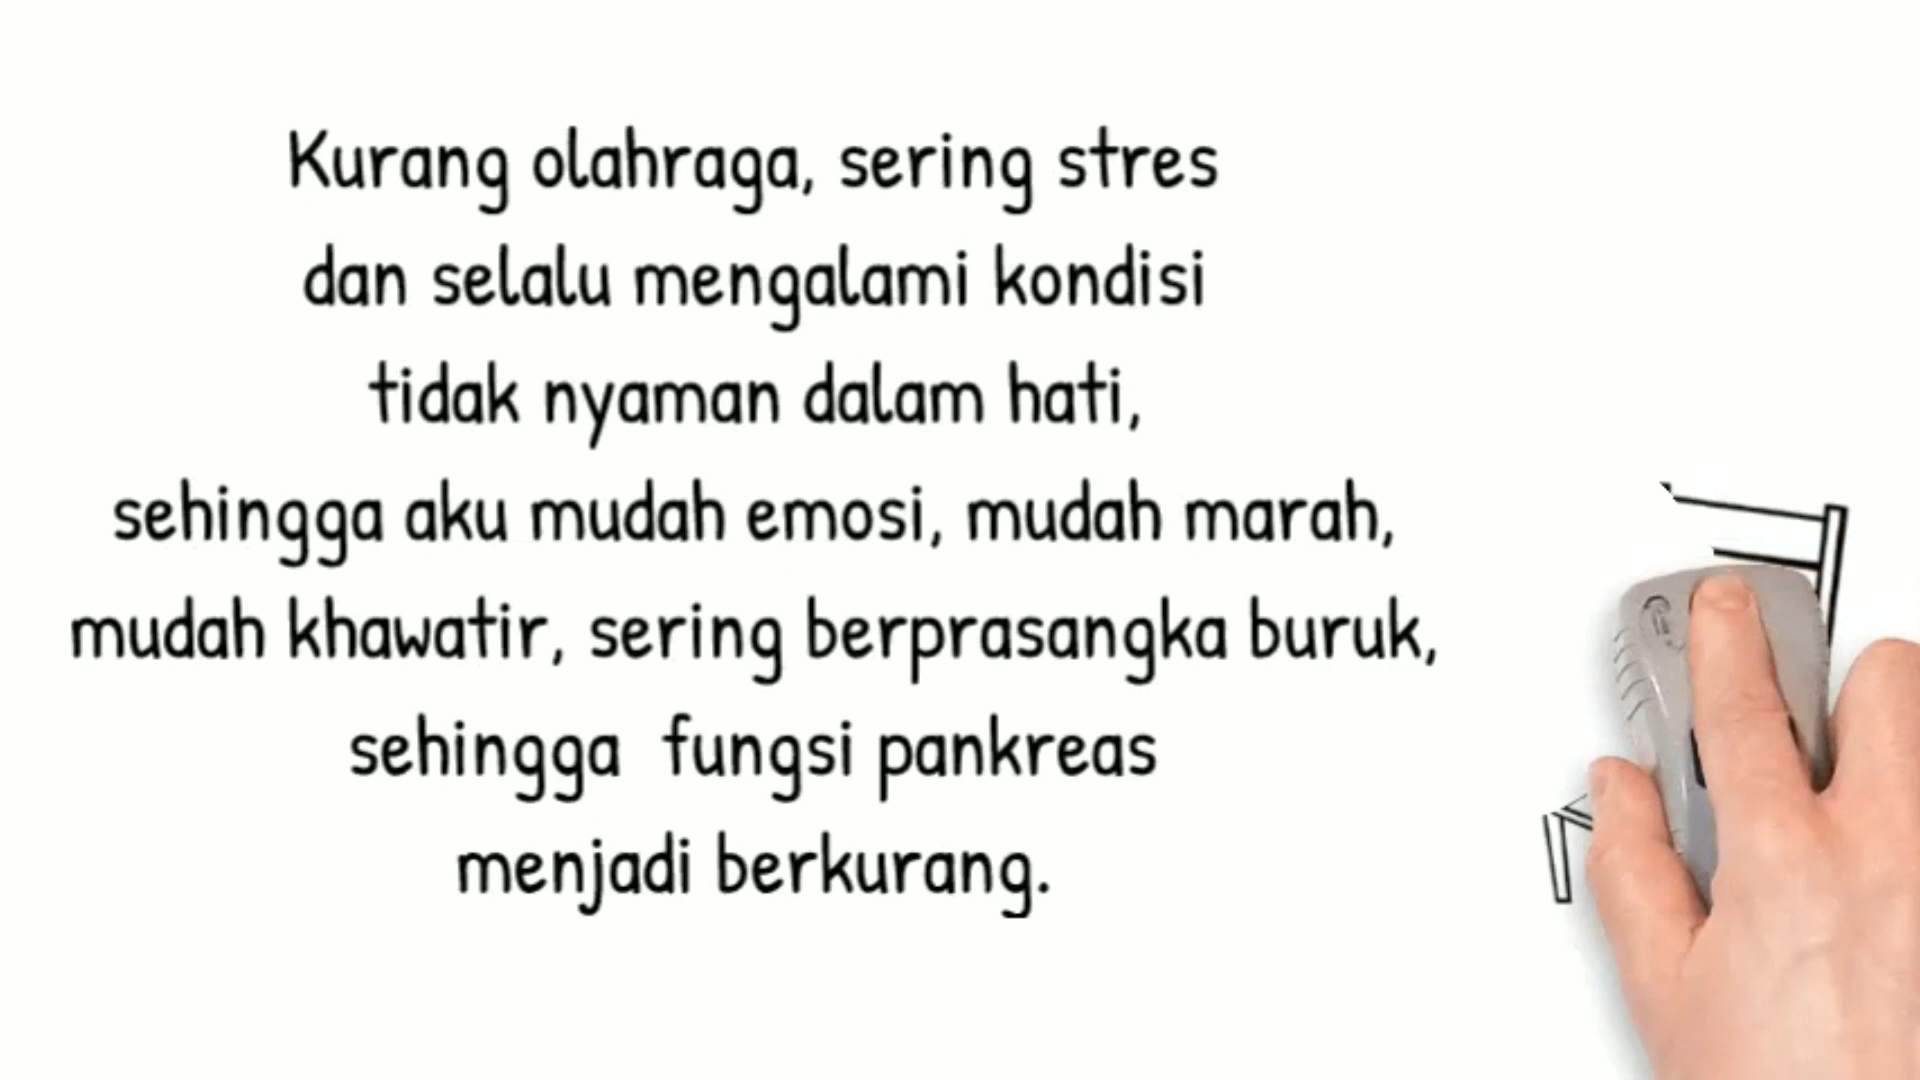 Kurang olahraga, sering stres
dan selalu mengalami kondisi
tidak nyaman dalam hati,
sehingga aku mudah emosi, mudah marah,
mudah khawatir, sering berprasangka buruk,
sehingga  fungsi pankreas
menjadi berkurang.